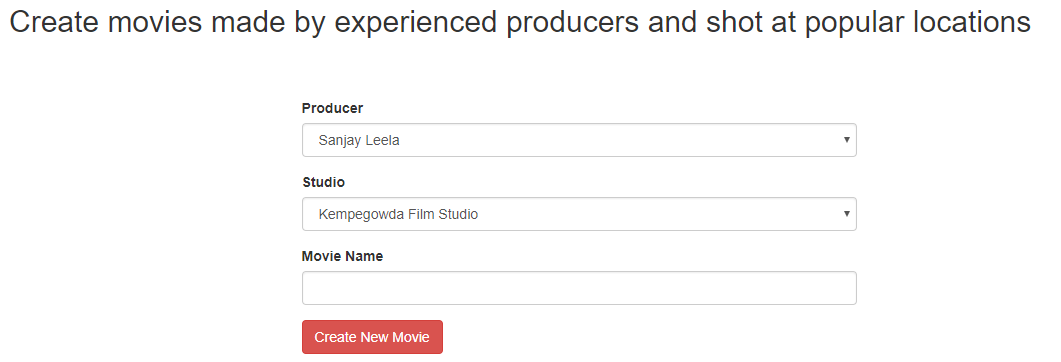 Create movies made by experienced producers and shot at popular locations
Producer
Sanjay Leela
Studio
Kempegowda Film Studio
Movie Name
Create New Movie